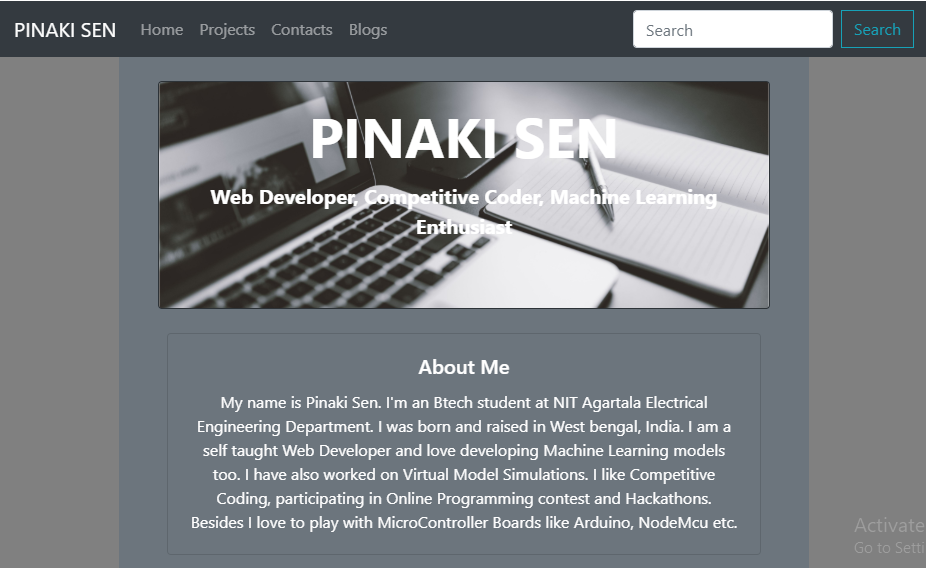 PINAKI SEN Home Projects Contacts Blogs Search Search
PINAKI SEN
Web Developer, Competitive Coder, Machine Learning
Enthusiast
About Me
My name is Pinaki Sen. I'm an Btech student at NIT Agartala Electrical
Engineering Department. I was born and raised in West bengal, India. I am a
self taught Web Developer and love developing Machine Learning models
too. I have also worked on Virtual Model Simulations. I like Competitive
Coding, participating in Online Programming contest and Hackathons.
Besides I love to play with MicroController Boards like Arduino, NodeMcu etc.
Activate
Go to Setti